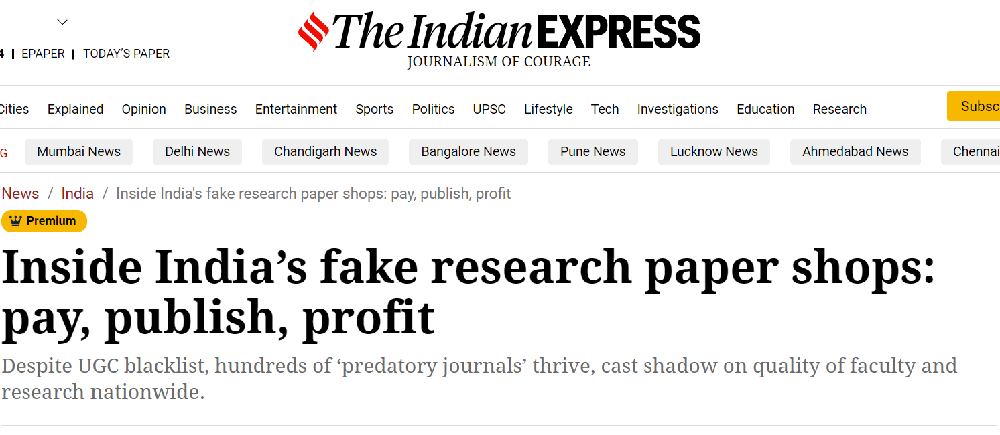 The Indian EXPRESS
JOURNALISM OF COURAGE
4 | EPAPER | TODAY'S PAPER
Cities Explained Opinion Business Entertainment Sports Politics UPSC Lifestyle Tech Investigations Education Research Subsc
G Mumbai News Delhi News Chandigarh News Bangalore News Pune News Lucknow News Ahmedabad News Chennai
News / India / Inside India's fake research paper shops: pay, publish, profit
Premium
Inside India’s fake research paper shops:
pay, publish, profit
Despite UGC blacklist, hundreds of ‘predatory journals’ thrive, cast shadow on quality of faculty and
research nationwide.